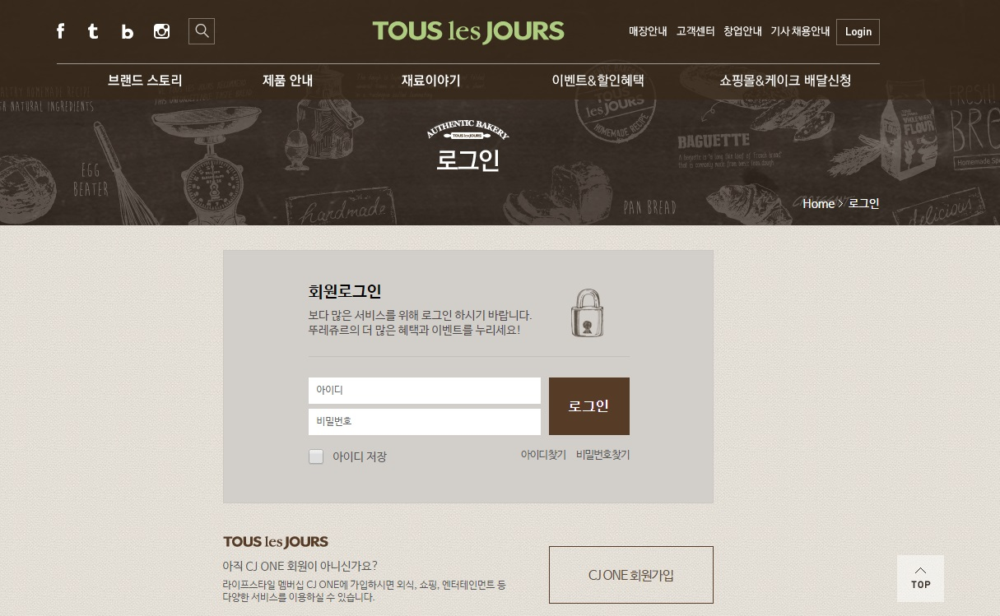 TOUS les JOURS
매장안내 고객센터 창업안내 기사채용안내 Login
브랜드 스토리 제품 안내 재료이야기 이벤트&할인혜택 쇼핑몰&케이크 배달신청
NATURAL INGREDIENTS
TOUS
les JOURS
HOMEMADE RECIPE
FRESH!
FLOUR
AUTHENTIC BAKERY
TOUS les JOURS
로그인
BAGUETTE
Homemade
EGG
BEATER
handmade
PAN BREAD
delicious!
Home > 로그인
회원로그인
보다 많은 서비스를 위해 로그인 하시기 바랍니다.
뚜레쥬르의 더 많은 혜택과 이벤트를 누리세요!
아이디
비밀번호
로그인
아이디 저장
아이디찾기 비밀번호찾기
TOUS les JOURS
아직 CJ ONE 회원이 아니신가요?
라이프스타일 멤버십 CJ ONE에 가입하시면 외식, 쇼핑, 엔터테인먼트 등
다양한 서비스를 이용하실 수 있습니다.
CJ ONE 회원가입
TOP